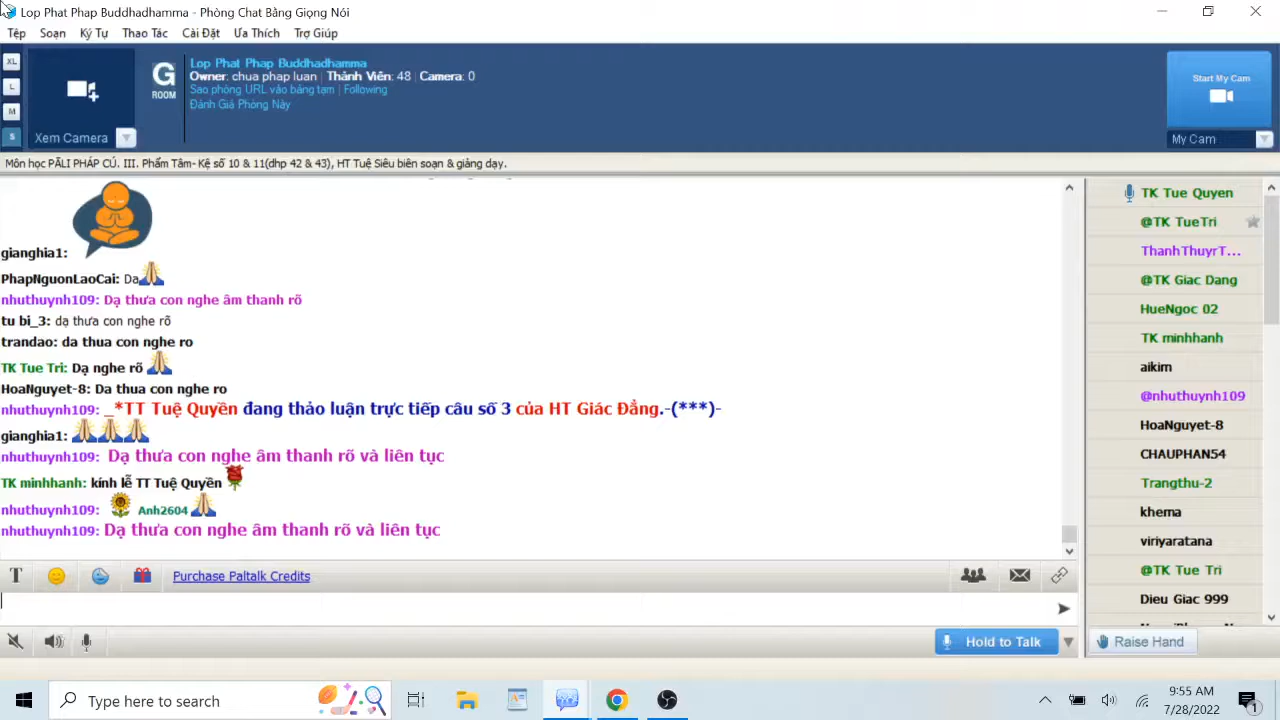 Lop Phat Phap Buddhadhamma - Phòng Chat Bằng Giọng Nói
Tệp Soạn Ký Tự Thao Tác Cài Đặt Ưa Thích Trợ Giúp
XL
L
M
S
Xem Camera
G
ROOM
Lop Phat Phap Buddhadhamma
Owner: chua phap luan | Thành Viên: 48 | Camera: 0
Sao phòng URL vào bảng tạm | Following
Đánh Giá Phòng Này
Start My Cam
My Cam
Môn học PĀLI PHÁP CÚ. III. Phẩm Tâm- Kệ số 10 & 11(dhp 42 & 43), HT Tuệ Siêu biên soạn & giảng dạy.
gianghia1:
PhapNguonLaoCai: Da
nhuthuynh109: Dạ thưa con nghe âm thanh rõ
tu bi_3: dạ thưa con nghe rõ
trandao: da thua con nghe ro
TK Tue Tri: Dạ nghe rõ
HoaNguyet-8: Da thua con nghe ro
nhuthuynh109: _*TT Tuệ Quyền đang thảo luận trực tiếp câu số 3 của HT Giác Đẳng.-(***)-
gianghia1:
nhuthuynh109: Dạ thưa con nghe âm thanh rõ và liên tục
TK minhhanh: kính lễ TT Tuệ Quyền
nhuthuynh109: Anh2604
nhuthuynh109: Dạ thưa con nghe âm thanh rõ và liên tục
T Purchase Paltalk Credits
Hold to Talk
TK Tue Quyen
@TK TueTri
ThanhThuyrT...
@TK Giac Dang
HueNgoc 02
TK minhhanh
aikim
@nhuthuynh109
HoaNguyet-8
CHAUPHAN54
Trangthu-2
khema
viriyaratana
@TK Tue Tri
Dieu Giac 999
Raise Hand
Type here to search
9:55 AM
7/28/2022
1